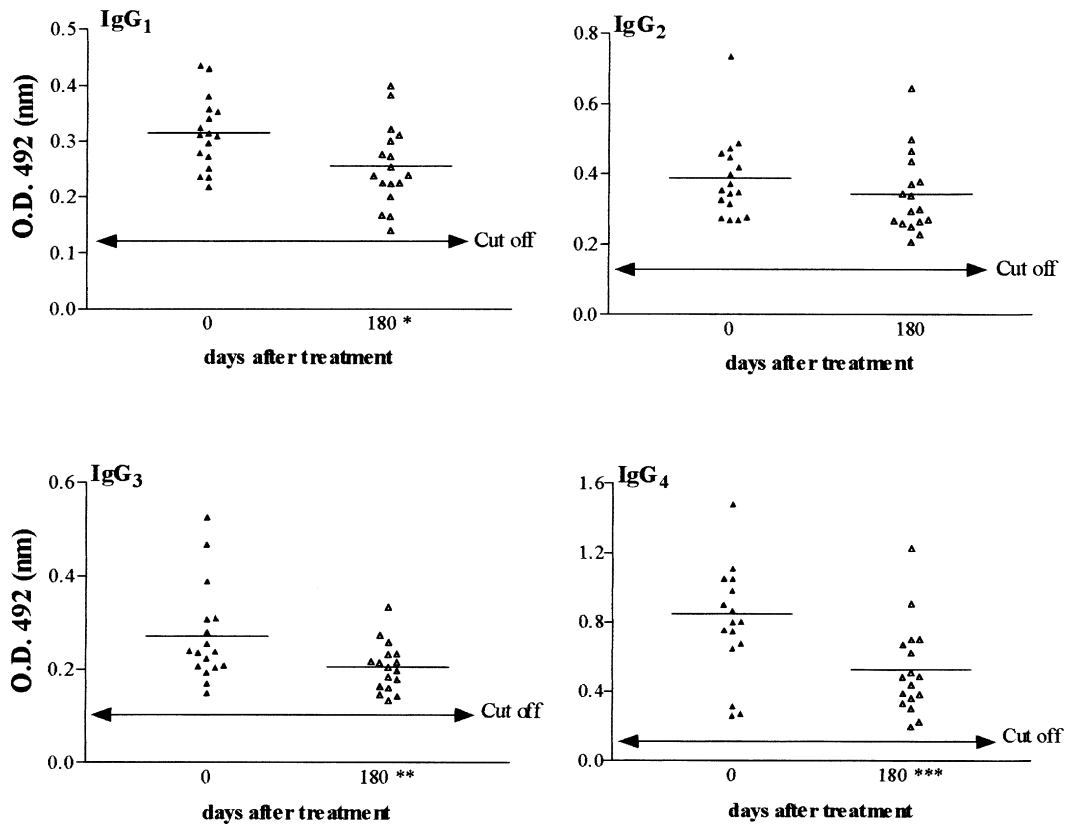 IgG1
O.D. 492 (nm)
0.5
0.4
0.3
0.2
0.1
0.0
Cut off
0
180 *
days after treatment
IgG2
0.8
0.6
0.4
0.2
0.0
Cut off
0
180
days after treatment
IgG3
O.D. 492 (nm)
0.6
0.4
0.2
0.0
Cut off
0
180 **
days after treatment
IgG4
1.6
1.2
0.8
0.4
0.0
Cut off
0
180 ***
days after treatment